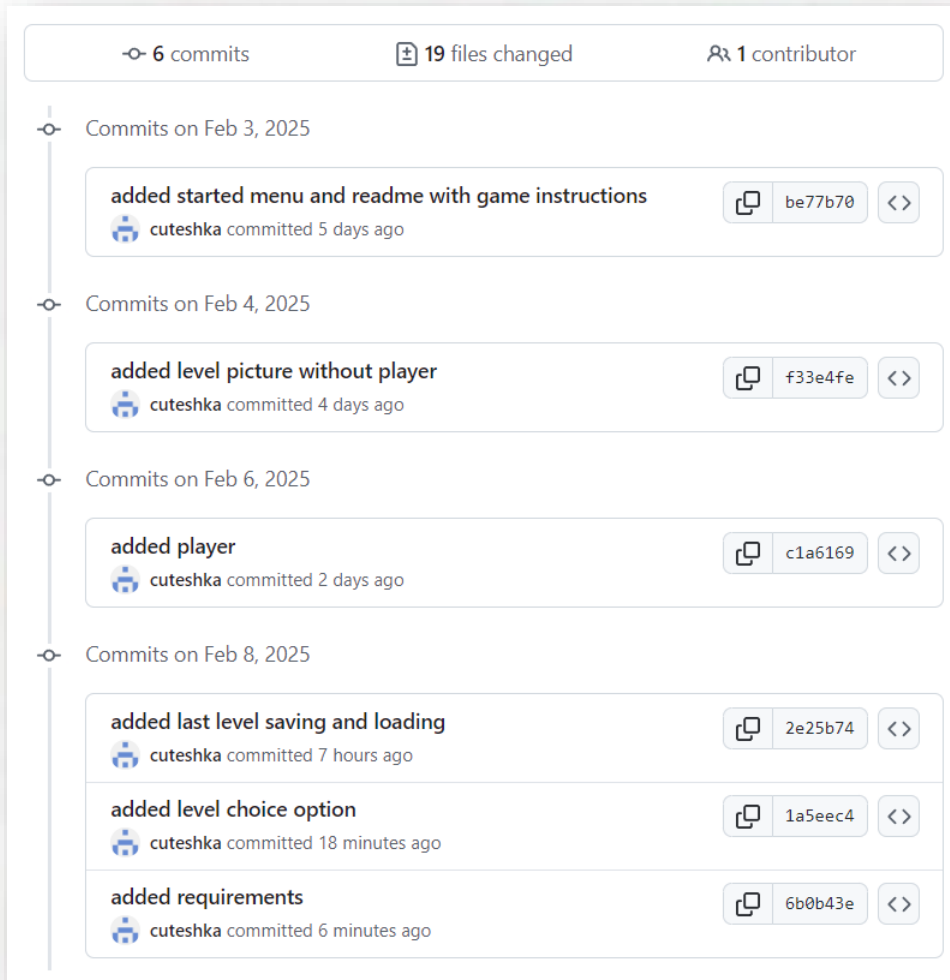 6 commits 19 files changed 1 contributor
Commits on Feb 3, 2025
added started menu and readme with game instructions
be77b70
cuteshka committed 5 days ago
Commits on Feb 4, 2025
added level picture without player
f33e4fe
cuteshka committed 4 days ago
Commits on Feb 6, 2025
added player
c1a6169
cuteshka committed 2 days ago
Commits on Feb 8, 2025
added last level saving and loading
2e25b74
cuteshka committed 7 hours ago
added level choice option
1a5eec4
cuteshka committed 18 minutes ago
added requirements
6b0b43e
cuteshka committed 6 minutes ago